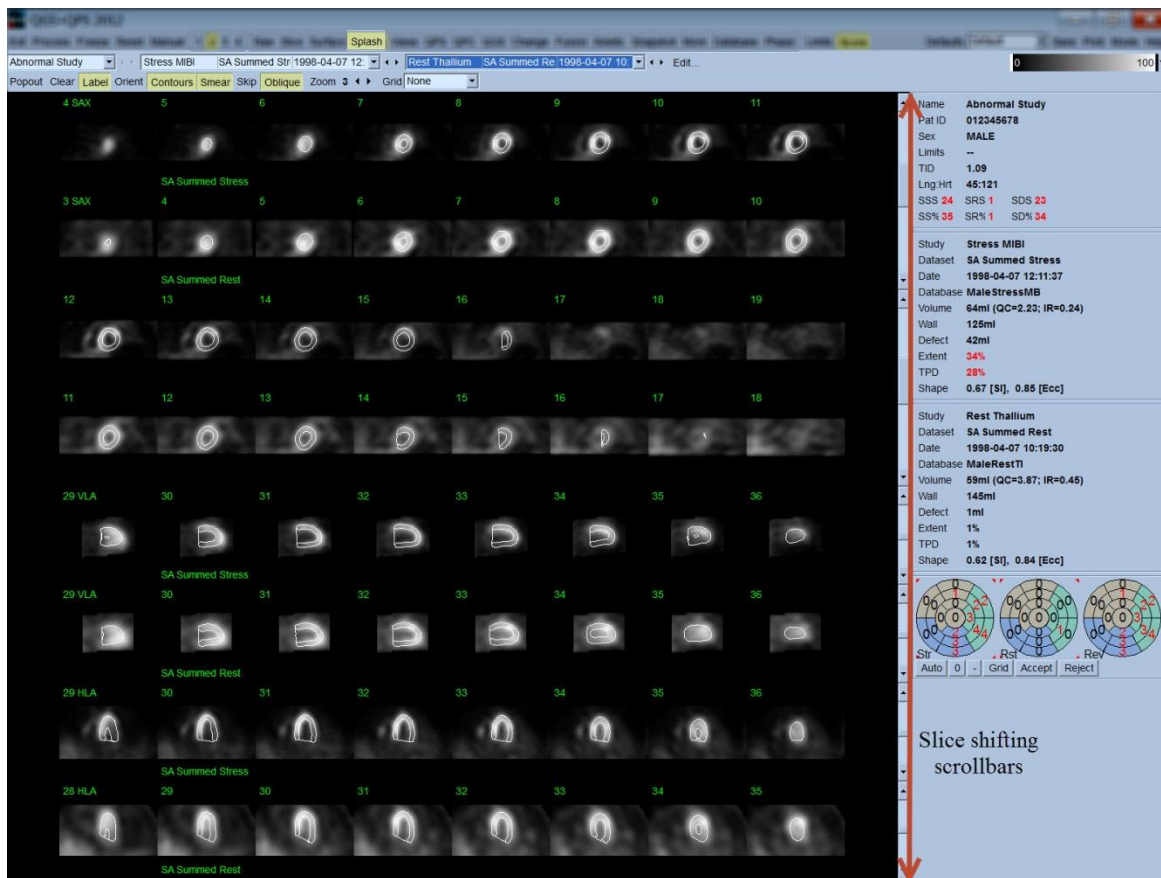 QGS+QPS 2012
Splash
Abnormal Study Stress MIBI SA Summed Str 1998-04-07 12: Rest Thallium SA Summed Re 1998-04-07 10: Edit...
0 100
Popout Clear Label Orient Contours Smear Skip Oblique Zoom 3 Grid None
4 SAX 5 6 7 8 9 10 11
SA Summed Stress
3 SAX 4 5 6 7 8 9 10
SA Summed Rest
12 13 14 15 16 17 18 19
11 12 13 14 15 16 17 18
29 VLA 30 31 32 33 34 35 36
SA Summed Stress
29 VLA 30 31 32 33 34 35 36
SA Summed Rest
29 HLA 30 31 32 33 34 35 36
SA Summed Stress
28 HLA 29 30 31 32 33 34 35
SA Summed Rest
Name Abnormal Study
Pat ID 012345678
Sex MALE
Limits --
TID 1.09
Lng:Hrt 45:121
SSS 24 SRS 1 SDS 23
SS% 35 SR% 1 SD% 34
Study Stress MIBI
Dataset SA Summed Stress
Date 1998-04-07 12:11:37
Database MaleStressMB
Volume 64ml (QC=2.23; IR=0.24)
Wall 125ml
Defect 42ml
Extent 34%
TPD 28%
Shape 0.67 [SI], 0.85 [Ecc]
Study Rest Thallium
Dataset SA Summed Rest
Date 1998-04-07 10:19:30
Database MaleRestTl
Volume 59ml (QC=3.87; IR=0.45)
Wall 145ml
Defect 1ml
Extent 1%
TPD 1%
Shape 0.62 [SI], 0.84 [Ecc]
Str Rst Rev
Auto 0 - Grid Accept Reject
Slice shifting
scrollbars